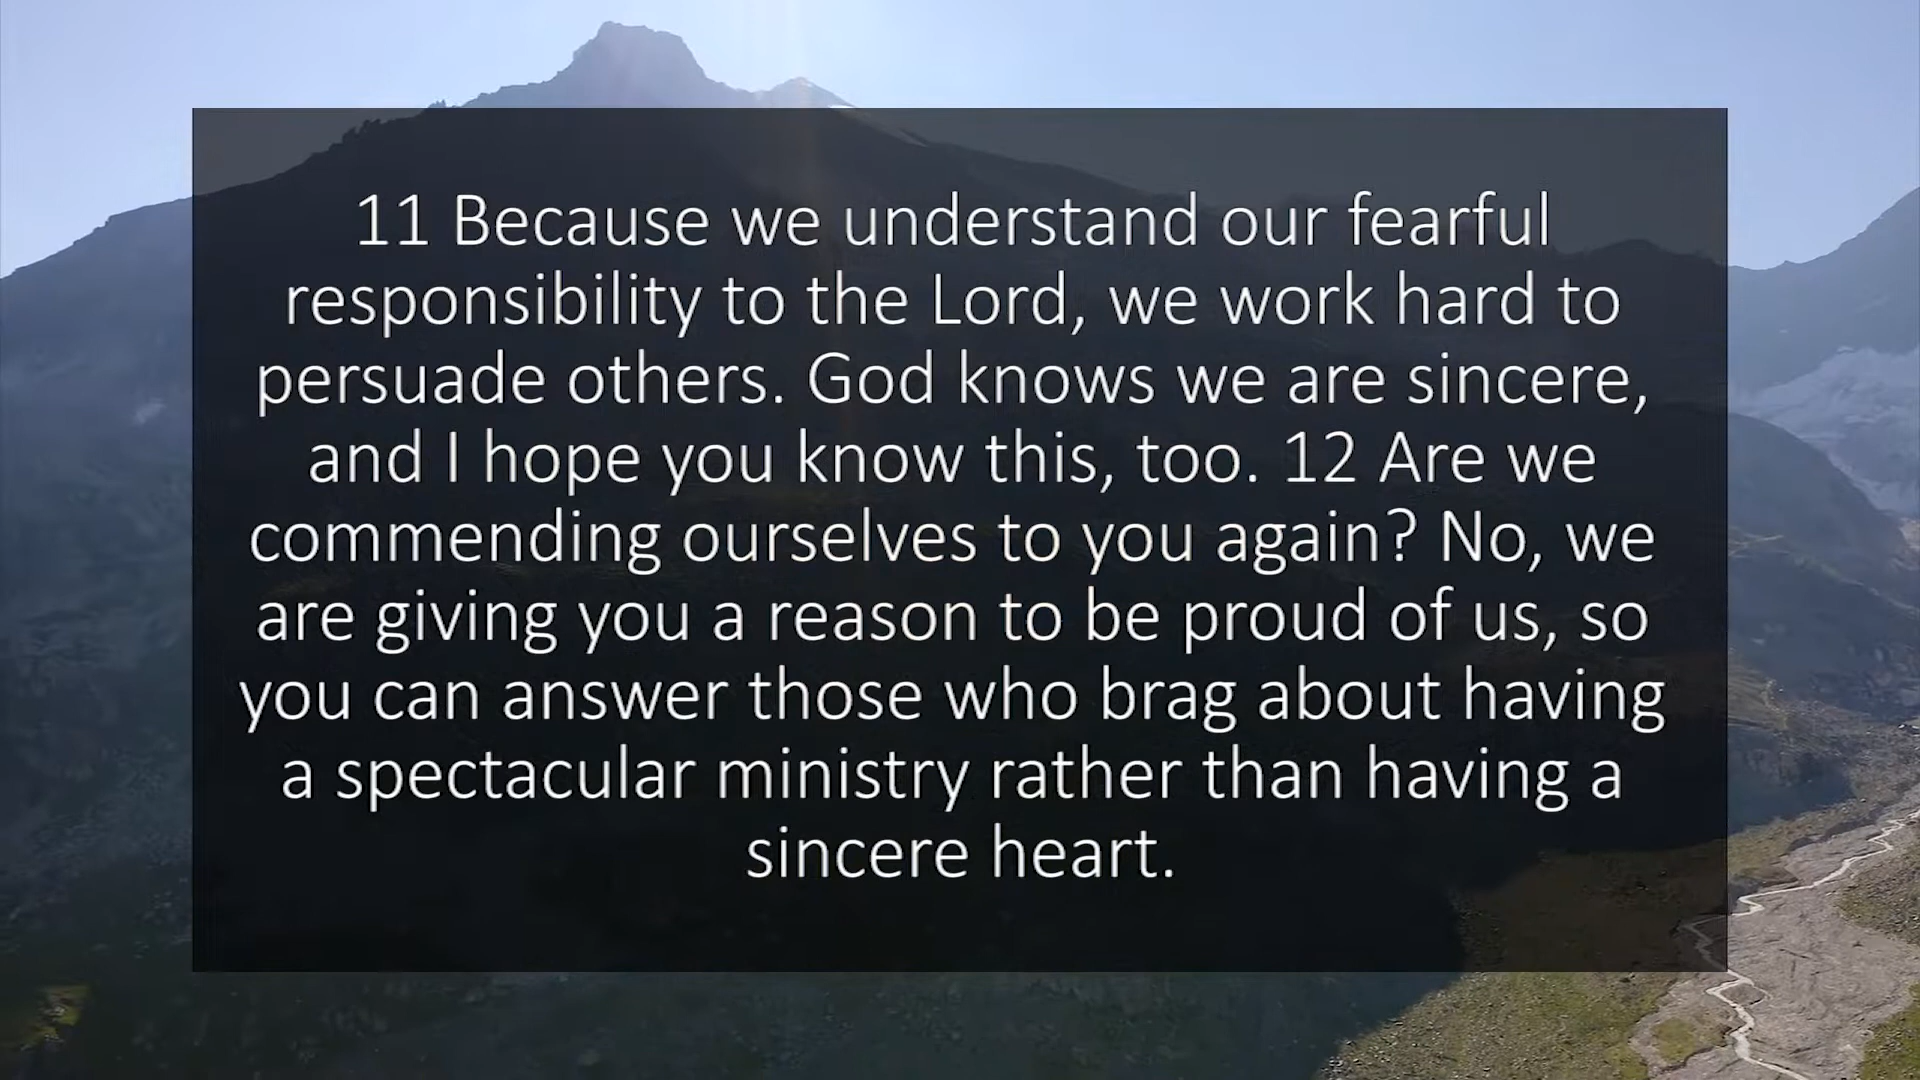 11 Because we understand our fearful
responsibility to the Lord, we work hard to
persuade others. God knows we are sincere,
and I hope you know this, too. 12 Are we
commending ourselves to you again? No, we
are giving you a reason to be proud of us, so
you can answer those who brag about having
a spectacular ministry rather than having a
sincere heart.